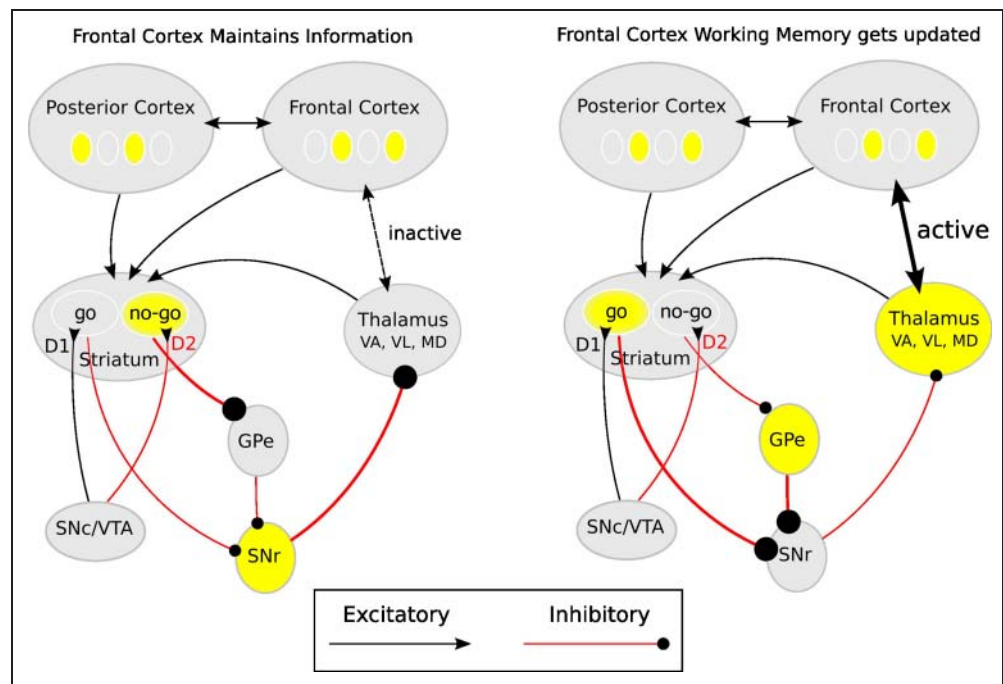 Frontal Cortex Maintains Information
Posterior Cortex
Frontal Cortex
inactive
go
no-go
D1
D2
Striatum
Thalamus
VA, VL, MD
GPe
SNc/VTA
SNr
Frontal Cortex Working Memory gets updated
Posterior Cortex
Frontal Cortex
active
go
no-go
D1
D2
Striatum
Thalamus
VA, VL, MD
GPe
SNc/VTA
SNr
Excitatory
Inhibitory